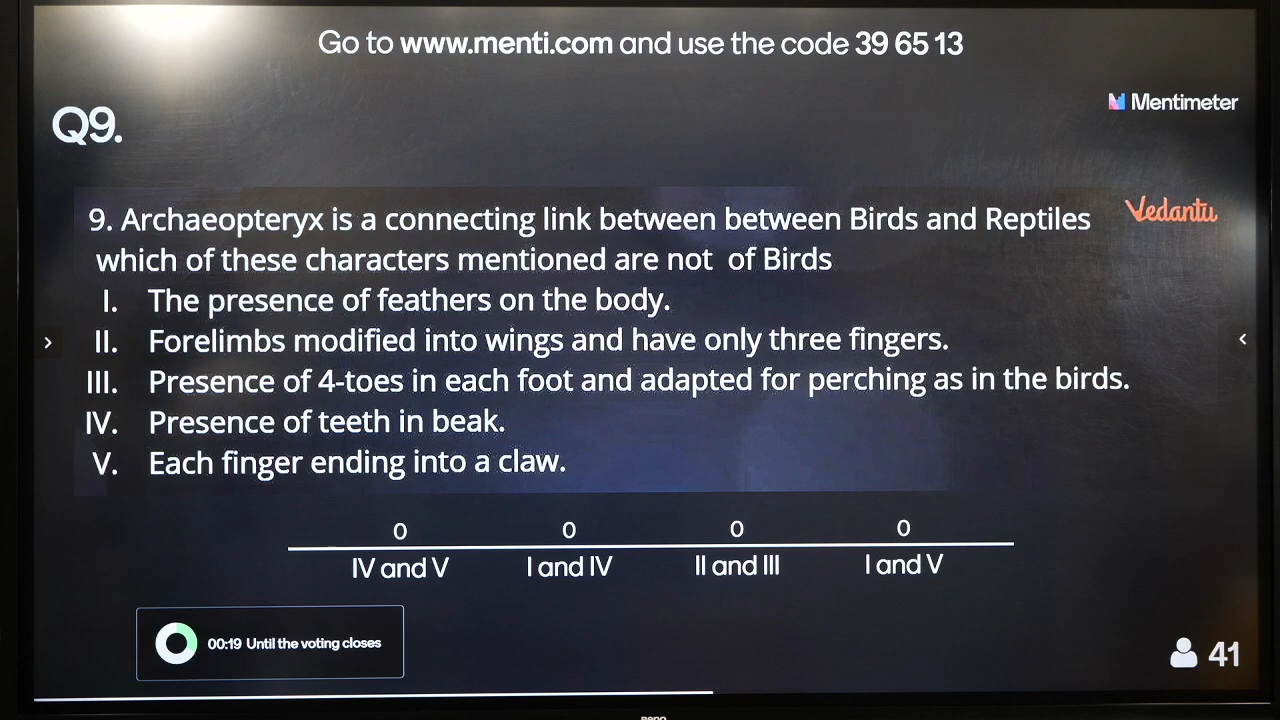 Go to www.menti.com and use the code 39 65 13
Mentimeter
Q9.
Vedantu
9. Archaeopteryx is a connecting link between between Birds and Reptiles
which of these characters mentioned are not of Birds
I. The presence of feathers on the body.
II. Forelimbs modified into wings and have only three fingers.
III. Presence of 4-toes in each foot and adapted for perching as in the birds.
IV. Presence of teeth in beak.
V. Each finger ending into a claw.
0 0 0 0
IV and V I and IV II and III I and V
00:19 Until the voting closes
41